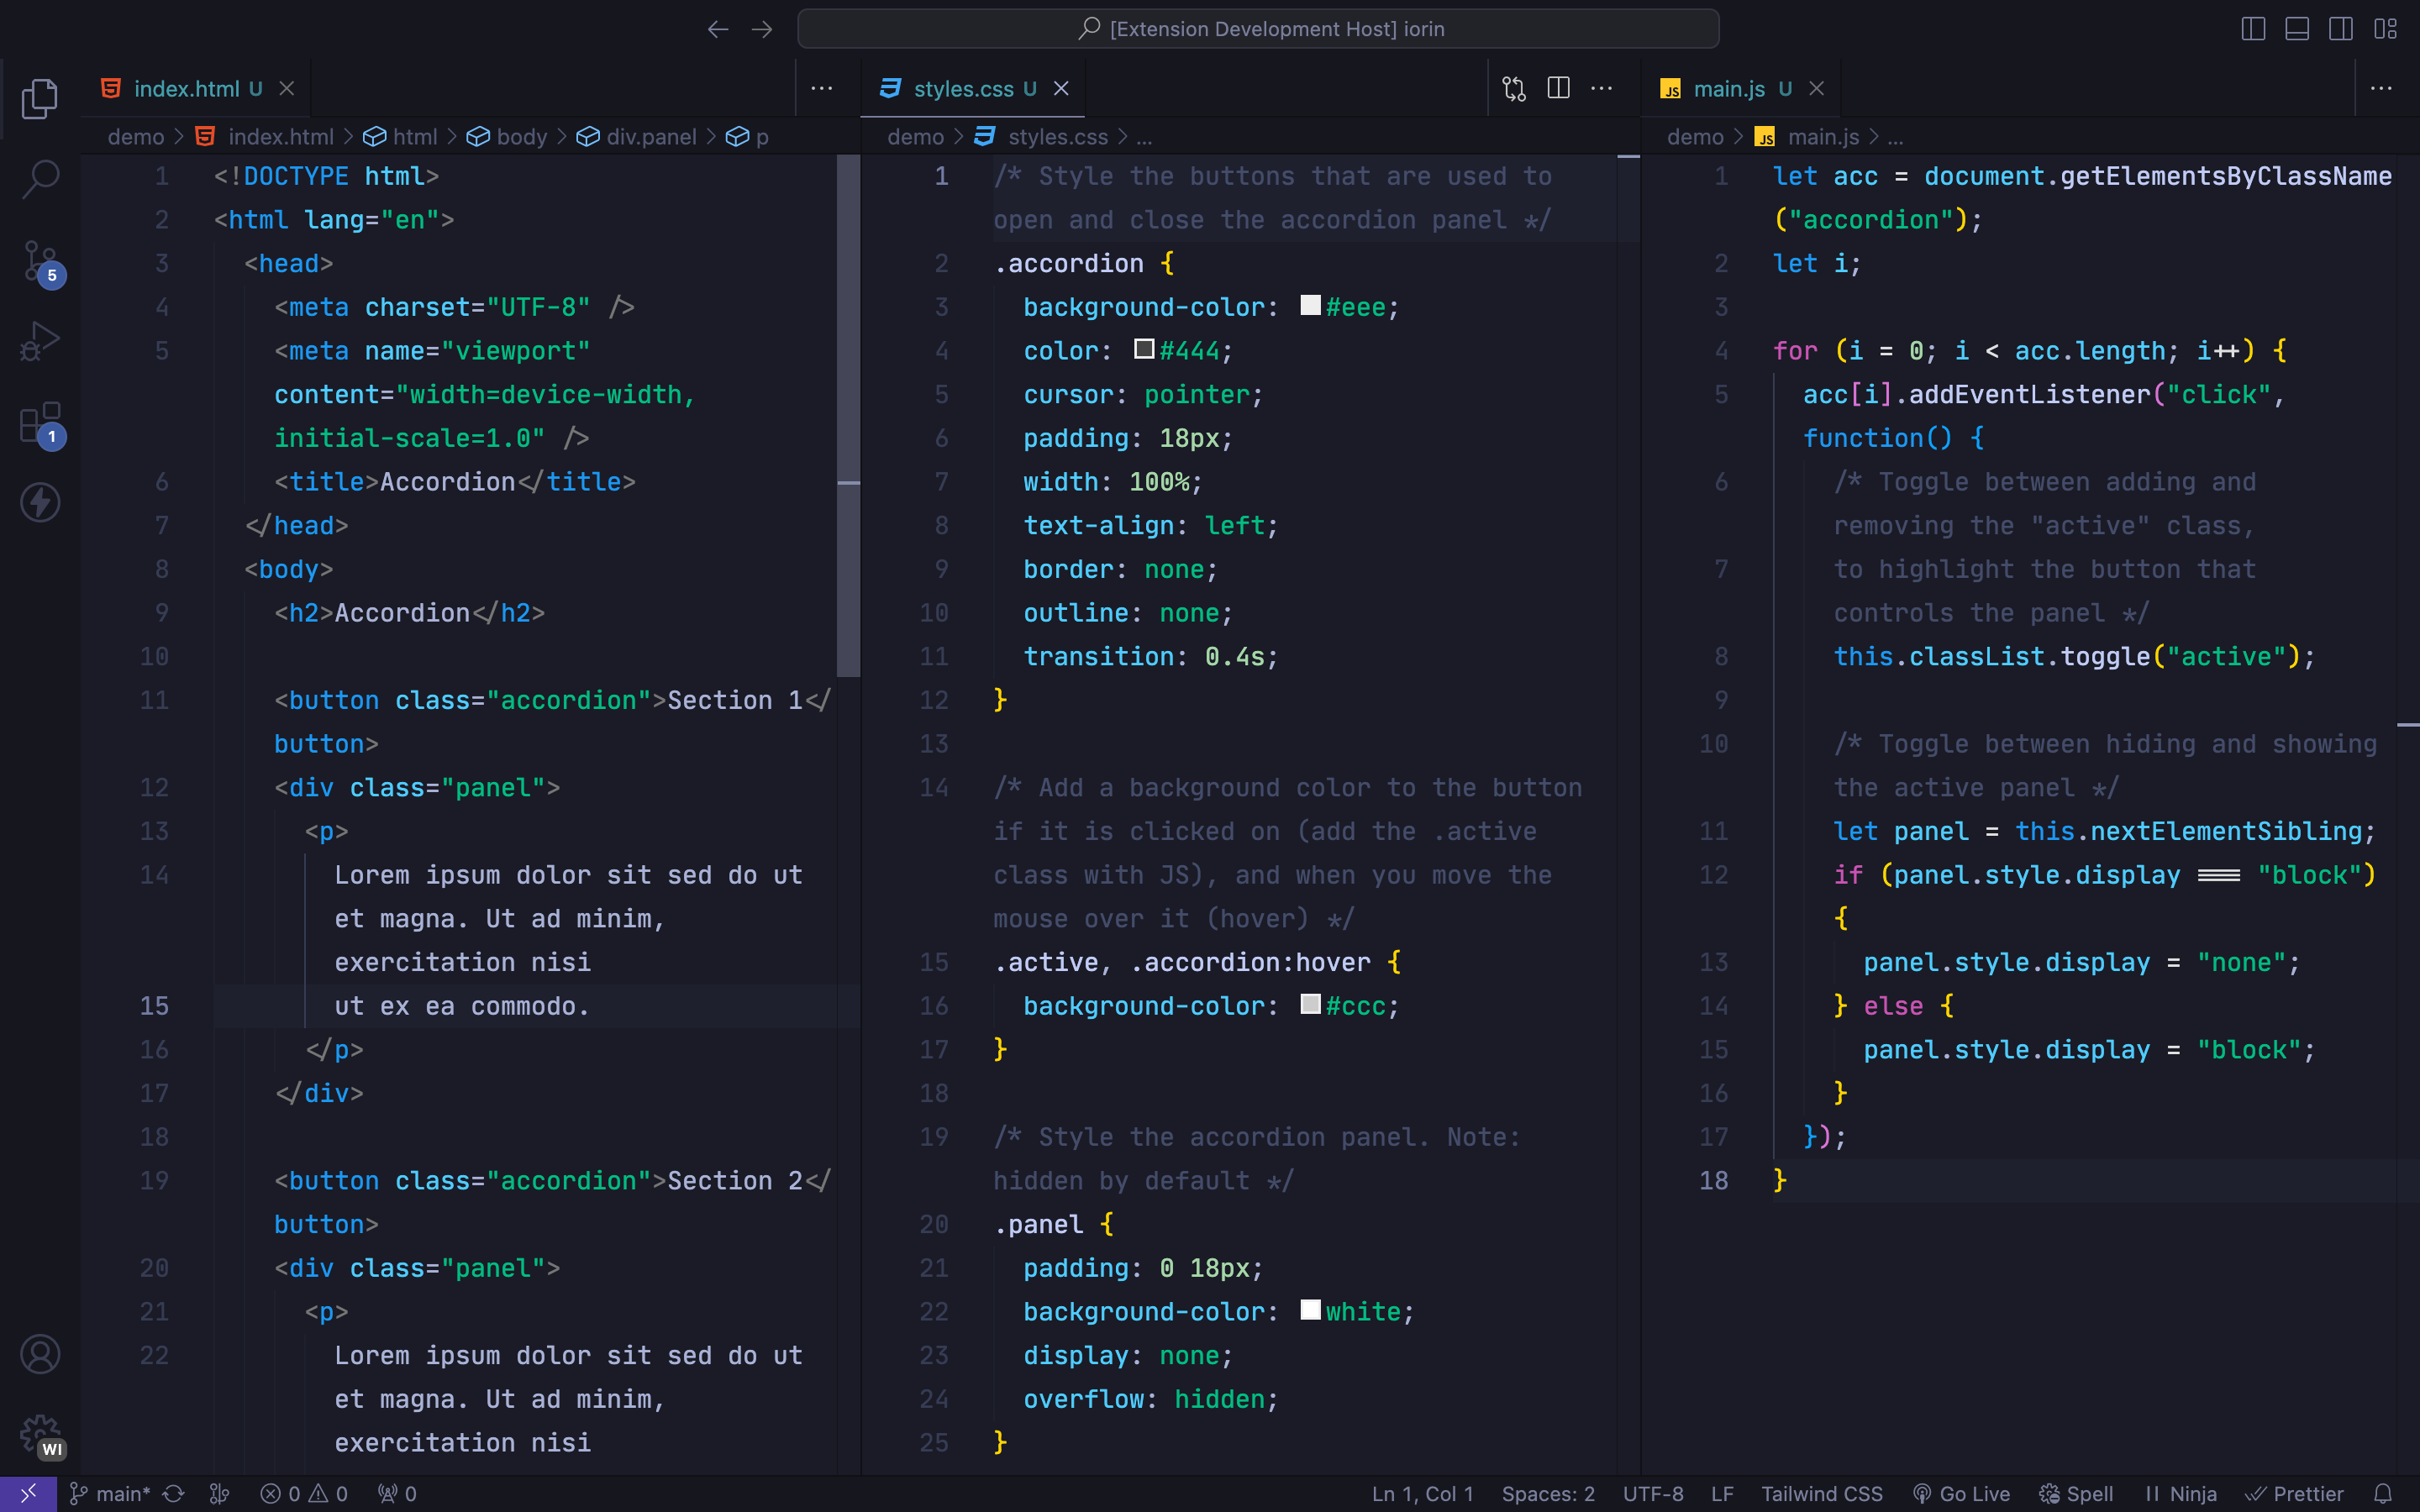 [Extension Development Host] iorin
index.html U
demo > index.html > html > body > div.panel > p
1 <!DOCTYPE html>
2 <html lang="en">
3 <head>
4 <meta charset="UTF-8" />
5 <meta name="viewport"
content="width=device-width,
initial-scale=1.0" />
6 <title>Accordion</title>
7 </head>
8 <body>
9 <h2>Accordion</h2>
10
11 <button class="accordion">Section 1</
button>
12 <div class="panel">
13 <p>
14 Lorem ipsum dolor sit sed do ut
et magna. Ut ad minim,
exercitation nisi
15 ut ex ea commodo.
16 </p>
17 </div>
18
19 <button class="accordion">Section 2</
button>
20 <div class="panel">
21 <p>
22 Lorem ipsum dolor sit sed do ut
et magna. Ut ad minim,
exercitation nisi
styles.css U
demo > styles.css > ...
1 /* Style the buttons that are used to
open and close the accordion panel */
2 .accordion {
3 background-color: #eee;
4 color: #444;
5 cursor: pointer;
6 padding: 18px;
7 width: 100%;
8 text-align: left;
9 border: none;
10 outline: none;
11 transition: 0.4s;
12 }
13
14 /* Add a background color to the button
if it is clicked on (add the .active
class with JS), and when you move the
mouse over it (hover) */
15 .active, .accordion:hover {
16 background-color: #ccc;
17 }
18
19 /* Style the accordion panel. Note:
hidden by default */
20 .panel {
21 padding: 0 18px;
22 background-color: white;
23 display: none;
24 overflow: hidden;
25 }
JS main.js U
demo > JS main.js > ...
1 let acc = document.getElementsByClassName
("accordion");
2 let i;
3
4 for (i = 0; i < acc.length; i++) {
5 acc[i].addEventListener("click",
function() {
6 /* Toggle between adding and
removing the "active" class,
7 to highlight the button that
controls the panel */
8 this.classList.toggle("active");
9
10 /* Toggle between hiding and showing
the active panel */
11 let panel = this.nextElementSibling;
12 if (panel.style.display === "block")
{
13 panel.style.display = "none";
14 } else {
15 panel.style.display = "block";
16 }
17 });
18 }
5
1
WI
main* 0 0 0 Ln 1, Col 1 Spaces: 2 UTF-8 LF Tailwind CSS Go Live Spell Ninja Prettier